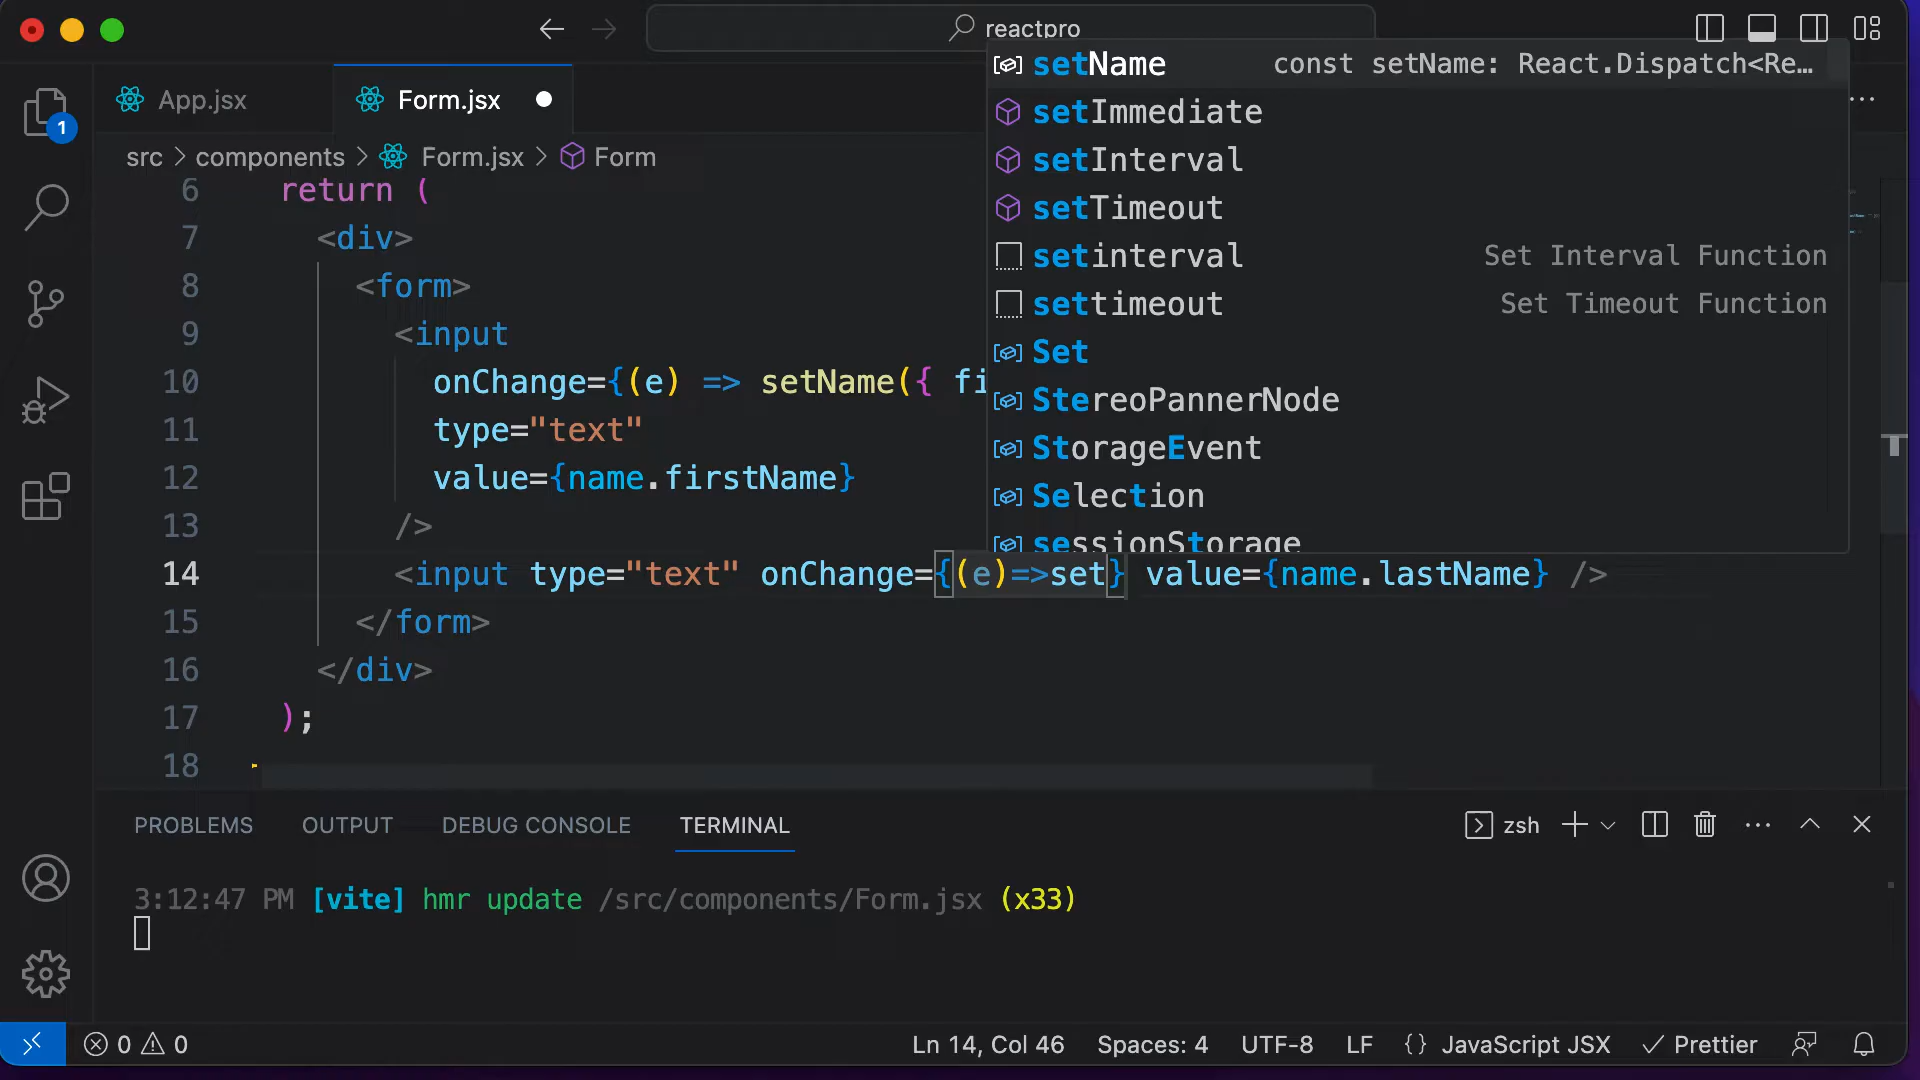 reactpro
App.jsx
Form.jsx
1
src > components > Form.jsx > Form
6 return (
7 <div>
8 <form>
9 <input
10 onChange={(e) => setName({ fi
11 type="text"
12 value={name.firstName}
13 />
14 <input type="text" onChange={(e)=>set} value={name.lastName} />
15 </form>
16 </div>
17 );
18
setName const setName: React.Dispatch<Re…
setImmediate
setInterval
setTimeout
setinterval Set Interval Function
settimeout Set Timeout Function
Set
StereoPannerNode
StorageEvent
Selection
sessionStorage
PROBLEMS OUTPUT DEBUG CONSOLE TERMINAL zsh
3:12:47 PM [vite] hmr update /src/components/Form.jsx (x33)
0 0 Ln 14, Col 46 Spaces: 4 UTF-8 LF {} JavaScript JSX Prettier